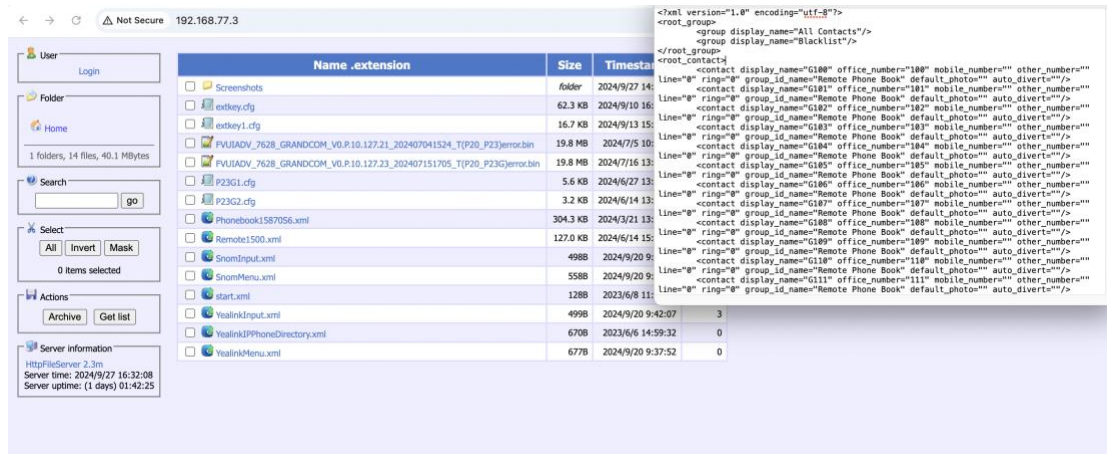 Not Secure 192.168.77.3
User
Login
Folder
Home
1 folders, 14 files, 40.1 MBytes
Search
go
Select
All Invert Mask
0 items selected
Actions
Archive Get list
Server information
HttpFileServer 2.3m
Server time: 2024/9/27 16:32:08
Server uptime: (1 days) 01:42:25
Name .extension Size Timesta
Screenshots folder 2024/9/27 14:
extkey.cfg 62.3 KB 2024/9/10 16:
extkey1.cfg 16.7 KB 2024/9/13 15:
FVUIADV_7628_GRANDCOM_V0.P.10.127.21_202407041524_T(P20_P23)error.bin 19.8 MB 2024/7/5 10:
FVUIADV_7628_GRANDCOM_V0.P.10.127.23_202407151705_T(P20_P23G)error.bin 19.8 MB 2024/7/16 13:
P23G1.cfg 5.6 KB 2024/6/27 13:
P23G2.cfg 3.2 KB 2024/6/14 13:
Phonebook1587056.xml 304.3 KB 2024/3/21 13:
Remote1500.xml 127.0 KB 2024/6/14 15:
SnomInput.xml 498B 2024/9/20 9:
SnomMenu.xml 558B 2024/9/20 9:
start.xml 128B 2023/6/8 11:
YealinkInput.xml 499B 2024/9/20 9:42:07 3
YealinkIPPhoneDirectory.xml 670B 2023/6/6 14:59:32 0
YealinkMenu.xml 677B 2024/9/20 9:37:52 0
<?xml version="1.0" encoding="utf-8"?>
<root_group>
<group display_name="All Contacts"/>
<group display_name="Blacklist"/>
</root_group>
<root_contact>
<contact display_name="G100" office_number="100" mobile_number="" other_number=""
line="0" ring="0" group_id_name="Remote Phone Book" default_photo="" auto_divert=""/>
<contact display_name="G101" office_number="101" mobile_number="" other_number=""
line="0" ring="0" group_id_name="Remote Phone Book" default_photo="" auto_divert=""/>
<contact display_name="G102" office_number="102" mobile_number="" other_number=""
line="0" ring="0" group_id_name="Remote Phone Book" default_photo="" auto_divert=""/>
<contact display_name="G103" office_number="103" mobile_number="" other_number=""
line="0" ring="0" group_id_name="Remote Phone Book" default_photo="" auto_divert=""/>
<contact display_name="G104" office_number="104" mobile_number="" other_number=""
line="0" ring="0" group_id_name="Remote Phone Book" default_photo="" auto_divert=""/>
<contact display_name="G105" office_number="105" mobile_number="" other_number=""
line="0" ring="0" group_id_name="Remote Phone Book" default_photo="" auto_divert=""/>
<contact display_name="G106" office_number="106" mobile_number="" other_number=""
line="0" ring="0" group_id_name="Remote Phone Book" default_photo="" auto_divert=""/>
<contact display_name="G107" office_number="107" mobile_number="" other_number=""
line="0" ring="0" group_id_name="Remote Phone Book" default_photo="" auto_divert=""/>
<contact display_name="G108" office_number="108" mobile_number="" other_number=""
line="0" ring="0" group_id_name="Remote Phone Book" default_photo="" auto_divert=""/>
<contact display_name="G109" office_number="109" mobile_number="" other_number=""
line="0" ring="0" group_id_name="Remote Phone Book" default_photo="" auto_divert=""/>
<contact display_name="G110" office_number="110" mobile_number="" other_number=""
line="0" ring="0" group_id_name="Remote Phone Book" default_photo="" auto_divert=""/>
<contact display_name="G111" office_number="111" mobile_number="" other_number=""
line="0" ring="0" group_id_name="Remote Phone Book" default_photo="" auto_divert=""/>